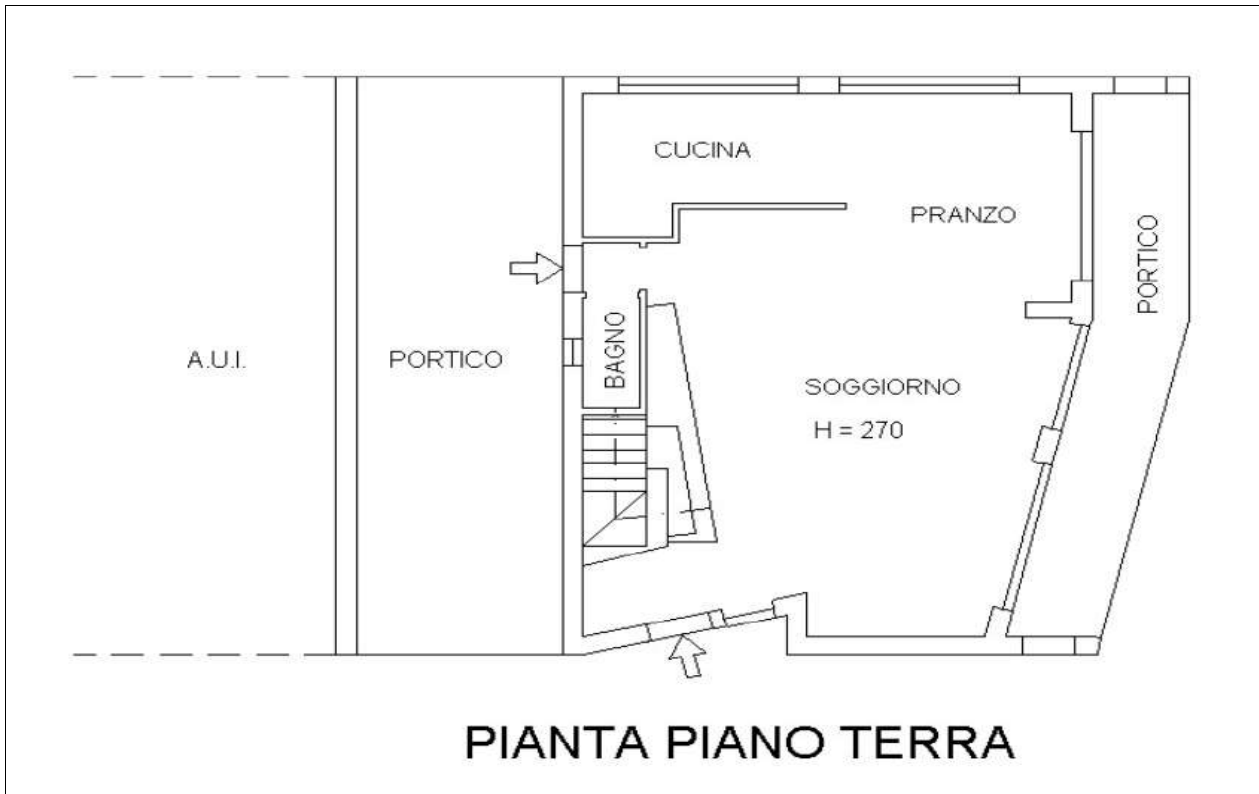 CUCINA
PRANZO
PORTICO
A.U.I.
PORTICO
BAGNO
SOGGIORNO
H = 270
PIANTA PIANO TERRA